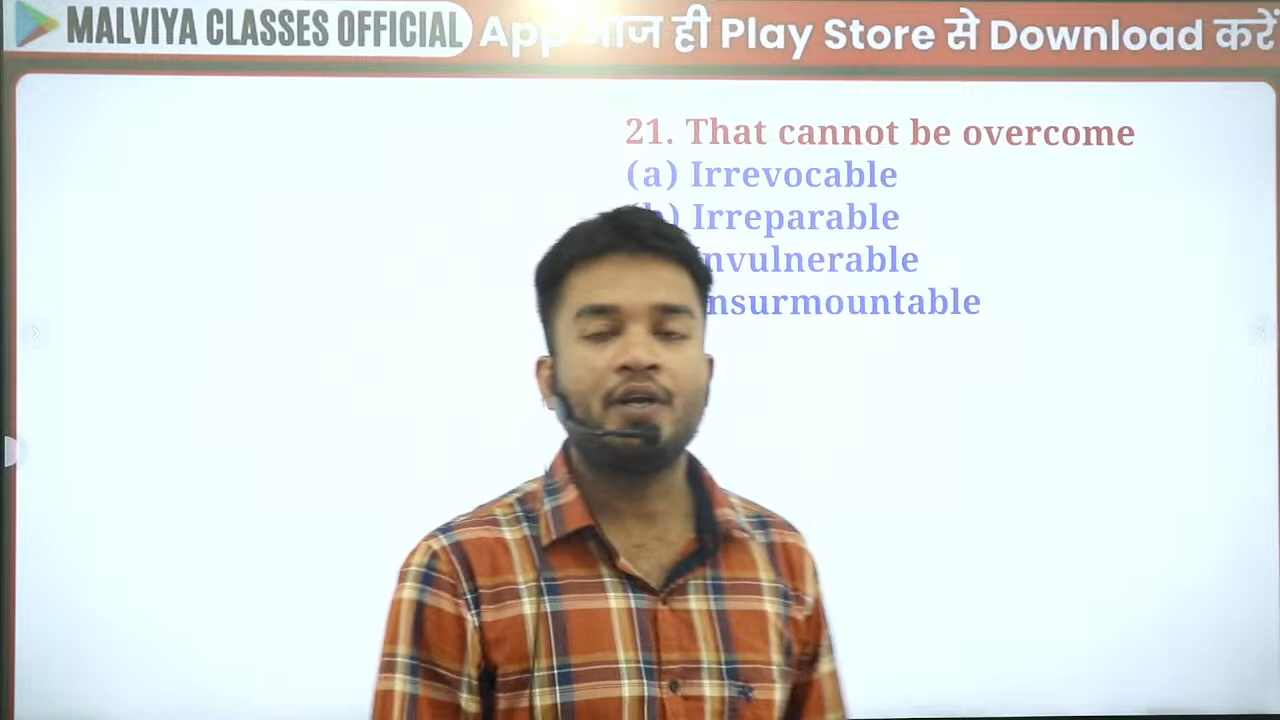 MALVIYA CLASSES OFFICIAL App आज ही Play Store से Download करें
21. That cannot be overcome
(a) Irrevocable
(b) Irreparable
nvulnerable
nsurmountable